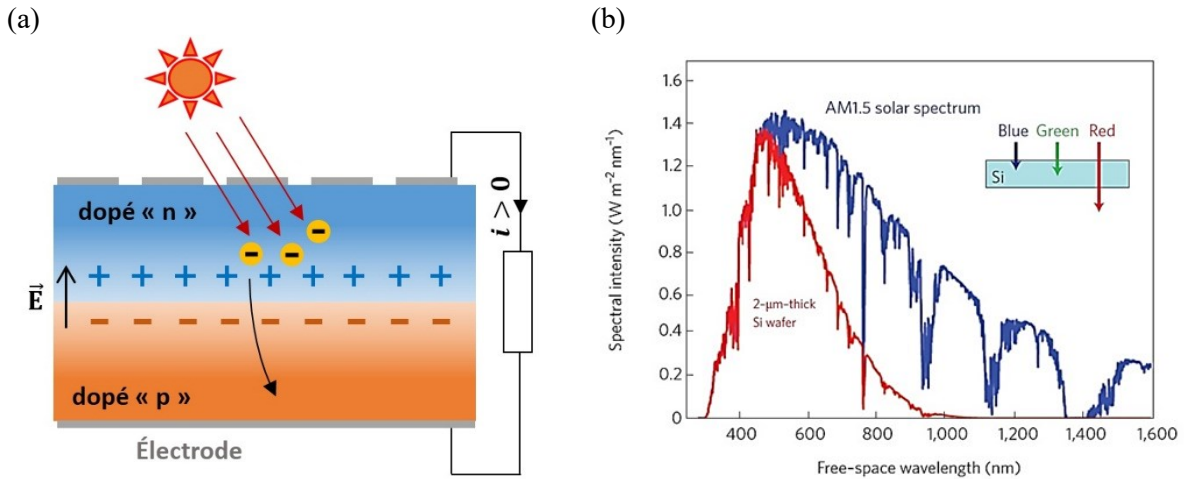 (a)
dopé « n »
+ + + + + + + + +
E
- - - - - - - - -
dopé « p »
Électrode
i > 0
(b)
Spectral intensity (W m⁻² nm⁻¹)
1.6
1.4
1.2
1.0
0.8
0.6
0.4
0.2
0
AM1.5 solar spectrum
Blue Green Red
Si
2-μm-thick
Si wafer
400 600 800 1,000 1,200 1,400 1,600
Free-space wavelength (nm)